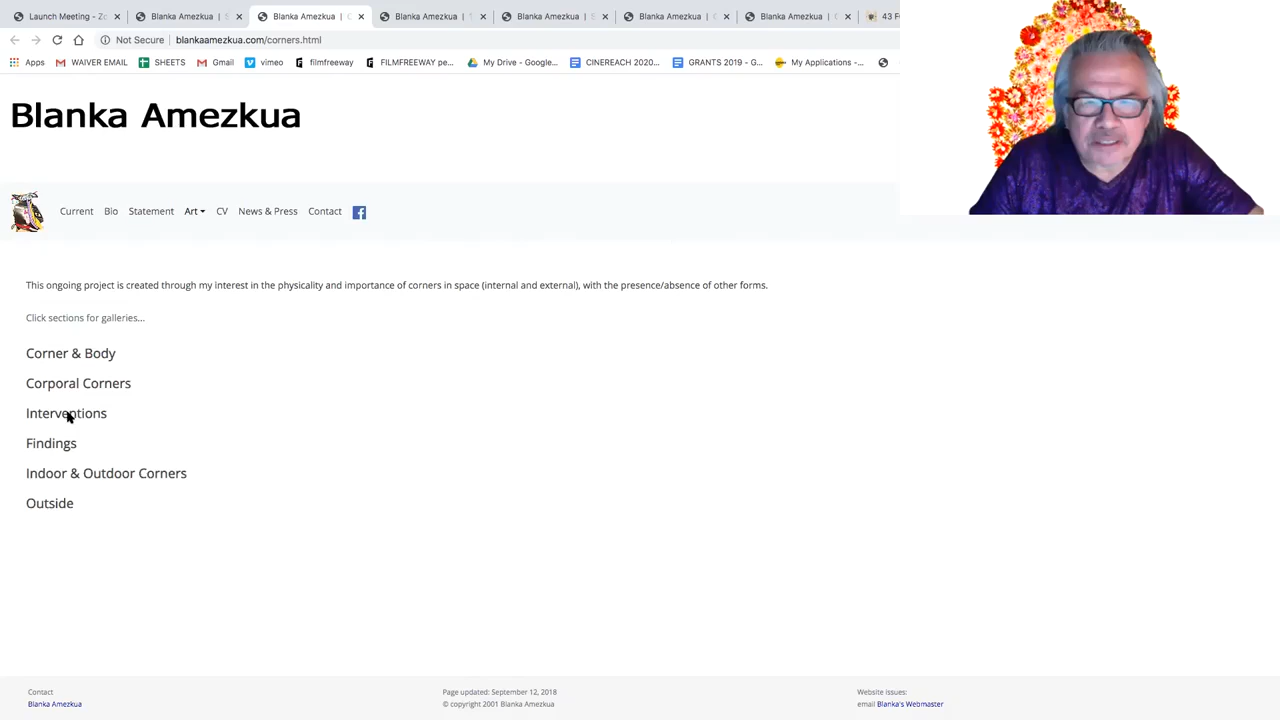 Launch Meeting - Zo
Blanka Amezkua | S
Blanka Amezkua | C
Blanka Amezkua | T
Blanka Amezkua | S
Blanka Amezkua | C
Blanka Amezkua | C
43 F
Not Secure | blankaamezkua.com/corners.html
Apps
WAIVER EMAIL
SHEETS
Gmail
vimeo
filmfreeway
FILMFREEWAY pe...
My Drive - Google...
CINEREACH 2020...
GRANTS 2019 - G...
My Applications -...
Blanka Amezkua
Current
Bio
Statement
Art
CV
News & Press
Contact
This ongoing project is created through my interest in the physicality and importance of corners in space (internal and external), with the presence/absence of other forms.
Click sections for galleries...
Corner & Body
Corporal Corners
Interventions
Findings
Indoor & Outdoor Corners
Outside
Contact
Blanka Amezkua
Page updated: September 12, 2018
© copyright 2001 Blanka Amezkua
Website issues:
email Blanka's Webmaster